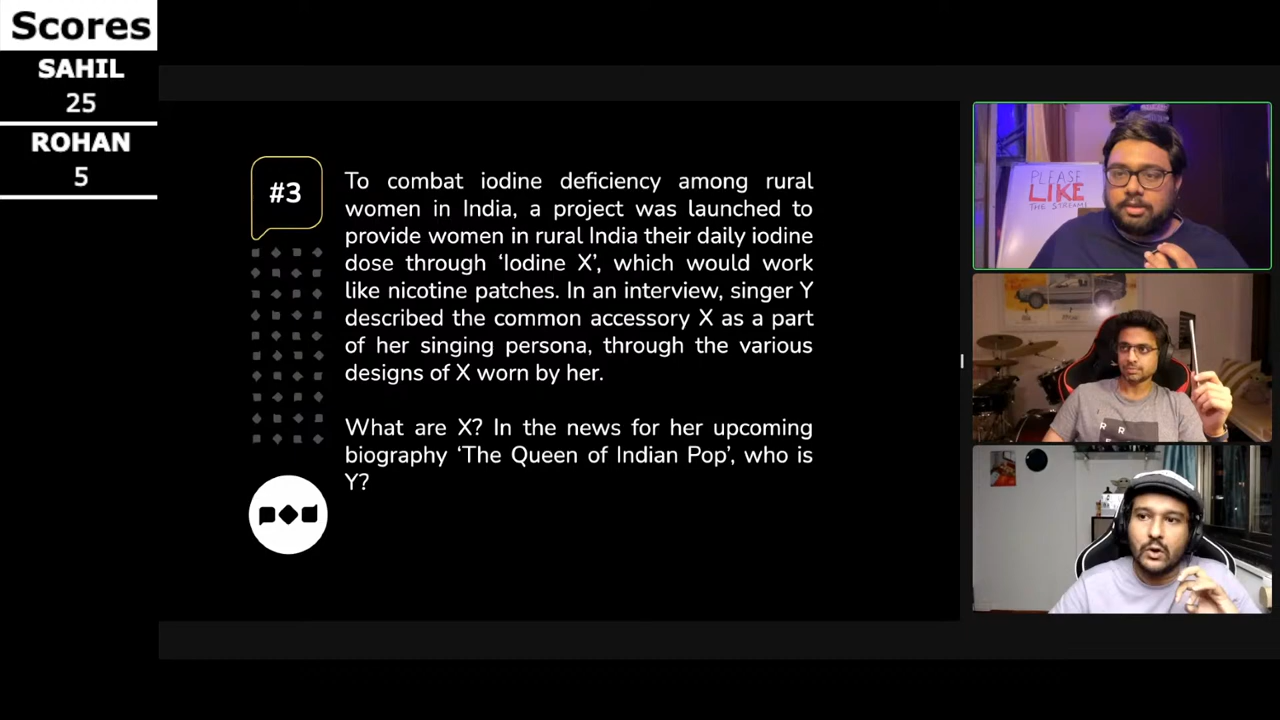 Scores
SAHIL
25
ROHAN
5
#3
To combat iodine deficiency among rural
women in India, a project was launched to
provide women in rural India their daily iodine
dose through ‘Iodine X’, which would work
like nicotine patches. In an interview, singer Y
described the common accessory X as a part
of her singing persona, through the various
designs of X worn by her.
What are X? In the news for her upcoming
biography ‘The Queen of Indian Pop’, who is
Y?
PLEASE
LIKE
THE STREAM